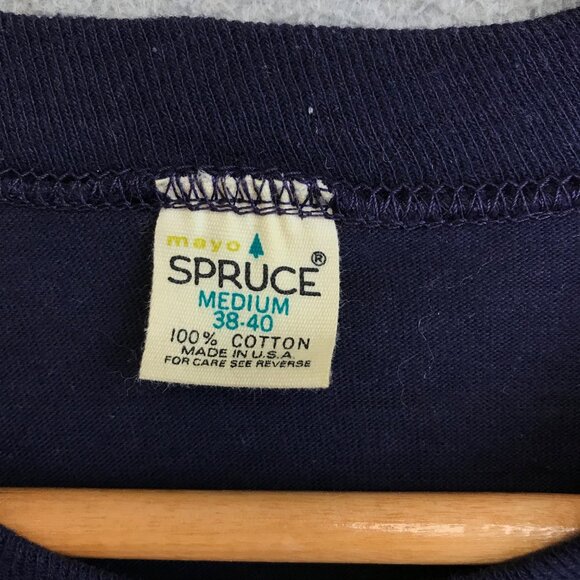 mayo
SPRUCE®
MEDIUM
38-40
100% COTTON
MADE IN U.S.A.
FOR CARE SEE REVERSE